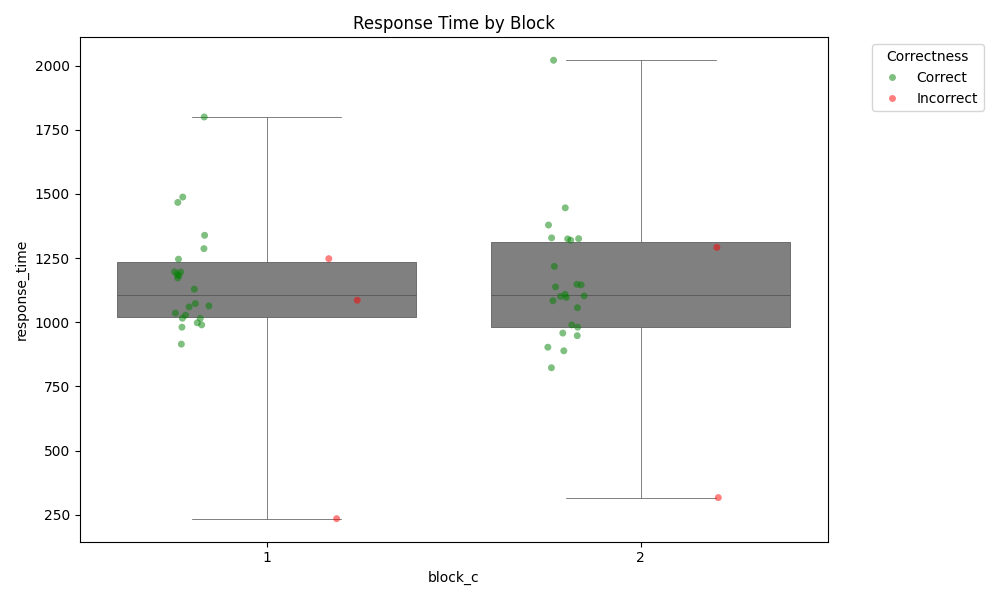 Response Time by Block
Correctness
Correct
Incorrect
response_time
2000
1750
1500
1250
1000
750
500
250
1
2
block_c